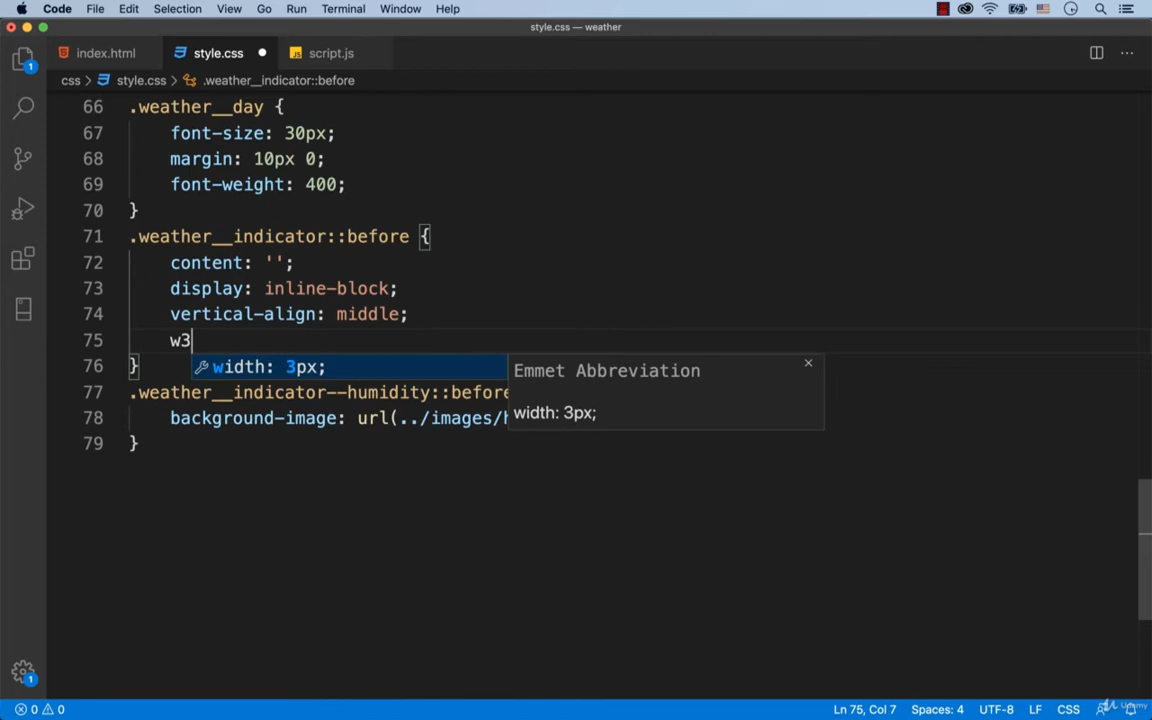 Code File Edit Selection View Go Run Terminal Window Help
style.css — weather
index.html style.css script.js
css > style.css > .weather__indicator::before
66 .weather__day {
67 font-size: 30px;
68 margin: 10px 0;
69 font-weight: 400;
70 }
71 .weather__indicator::before {
72 content: '';
73 display: inline-block;
74 vertical-align: middle;
75 w3
76 }
width: 3px;
Emmet Abbreviation
width: 3px;
77 .weather__indicator--humidity::before
78 background-image: url(../images/h
79 }
1
1
0 0 Ln 75, Col 7 Spaces: 4 UTF-8 LF CSS
Udemy